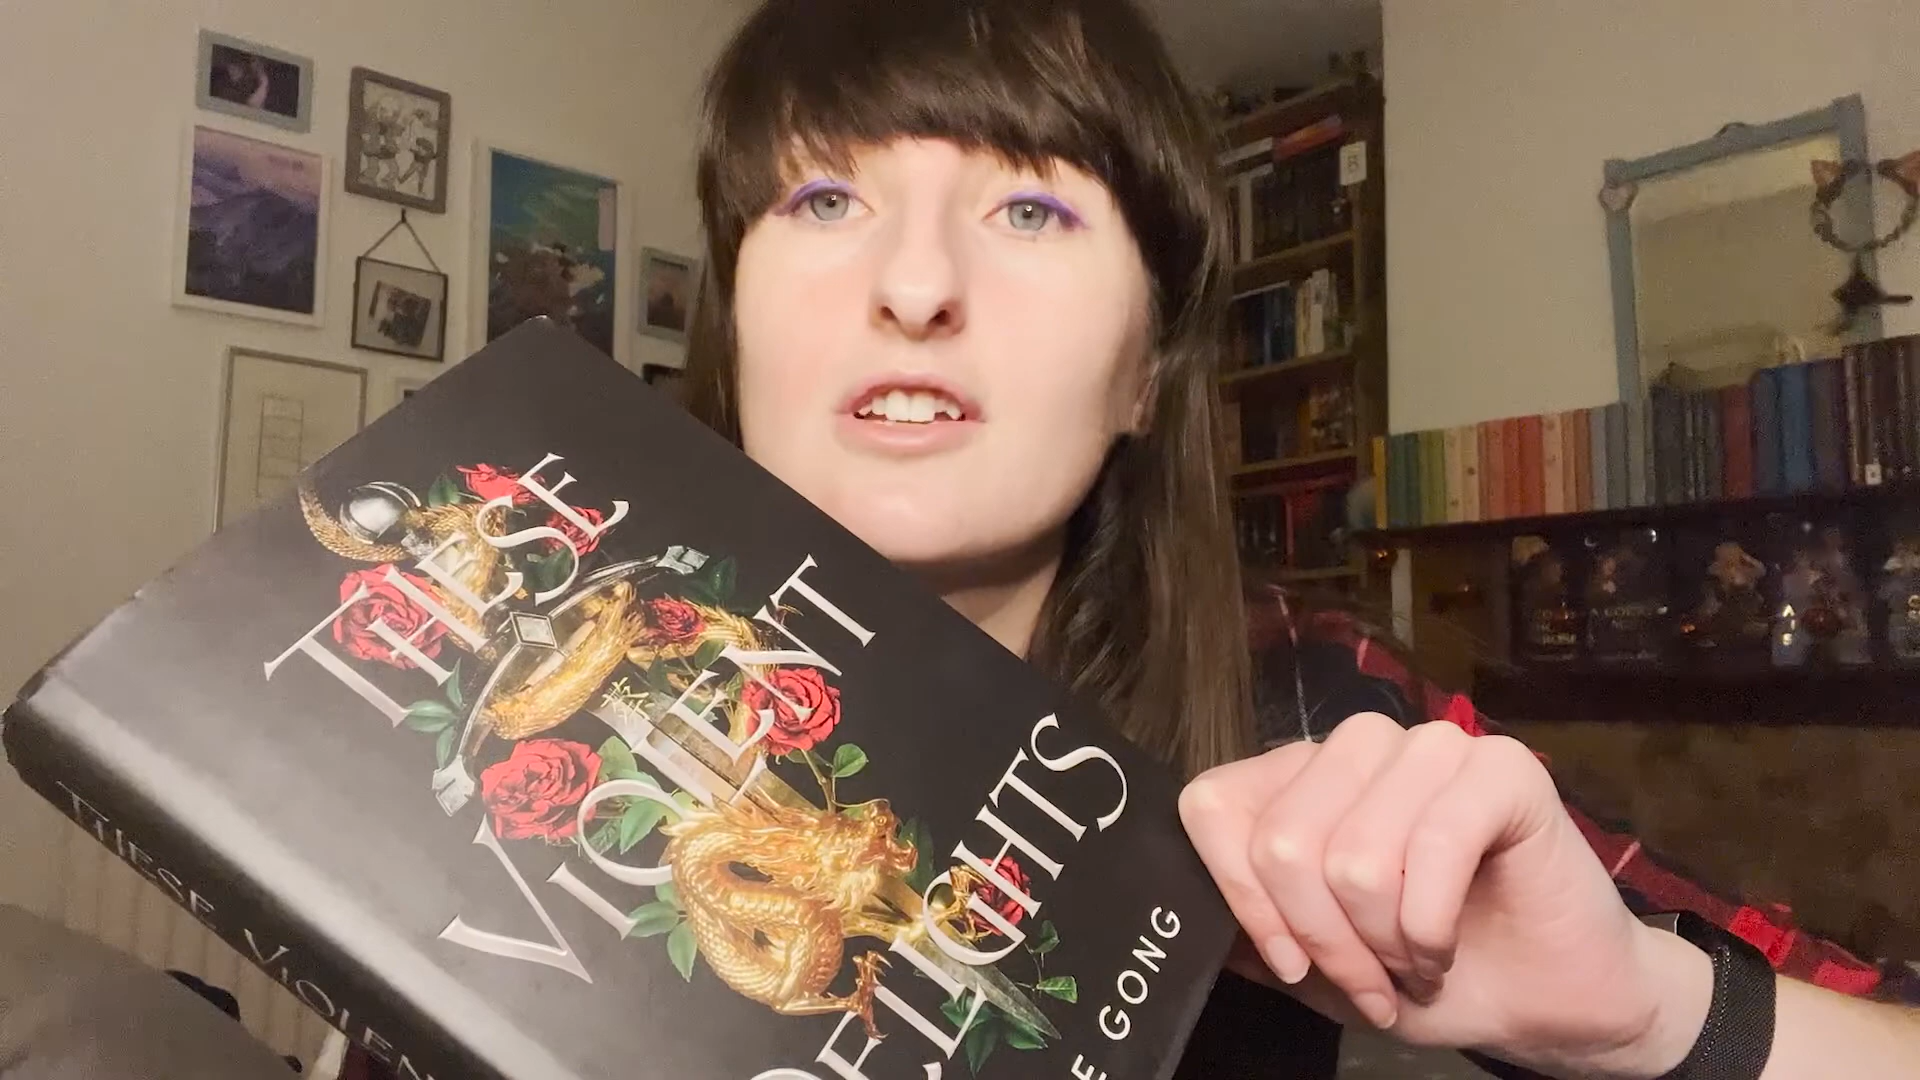 THESE
VIOLENT
DELIGHTS
E GONG
THESE VIOLEN
B